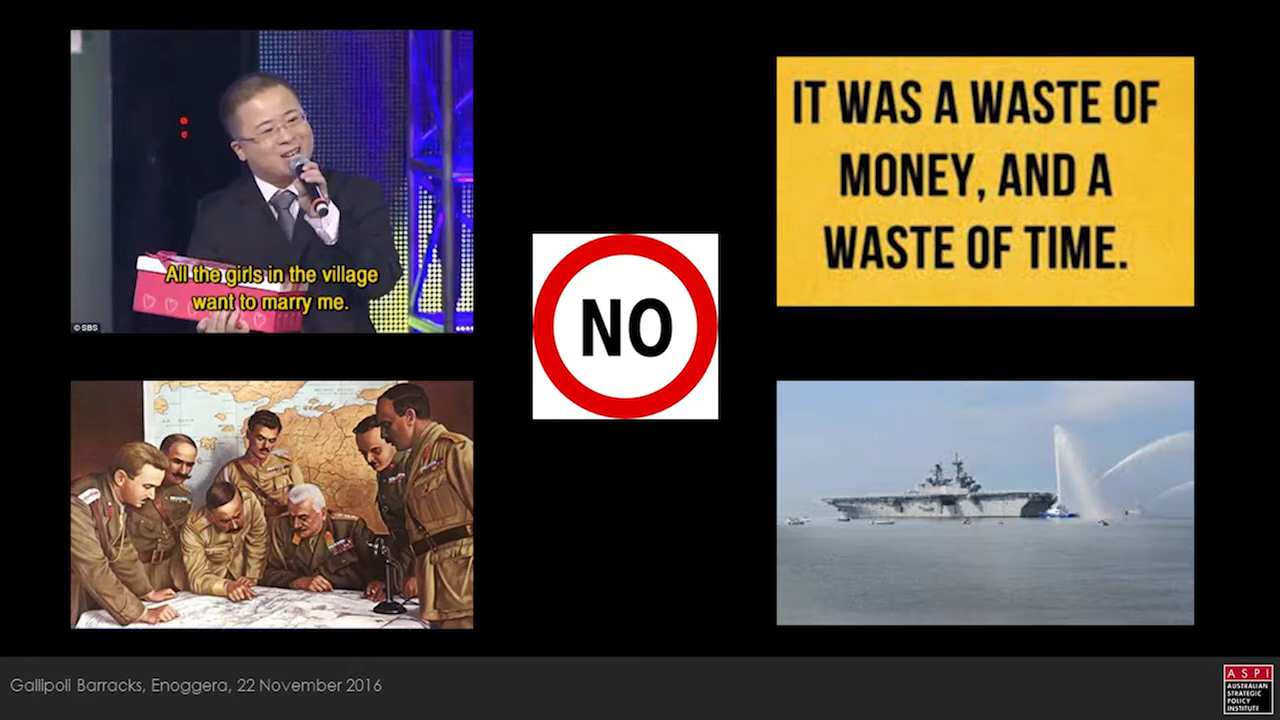 All the girls in the village
want to marry me.
© SBS
IT WAS A WASTE OF
MONEY, AND A
WASTE OF TIME.
NO
Gallipoli Barracks, Enoggera, 22 November 2016
ASPI
AUSTRALIAN
STRATEGIC
POLICY
INSTITUTE